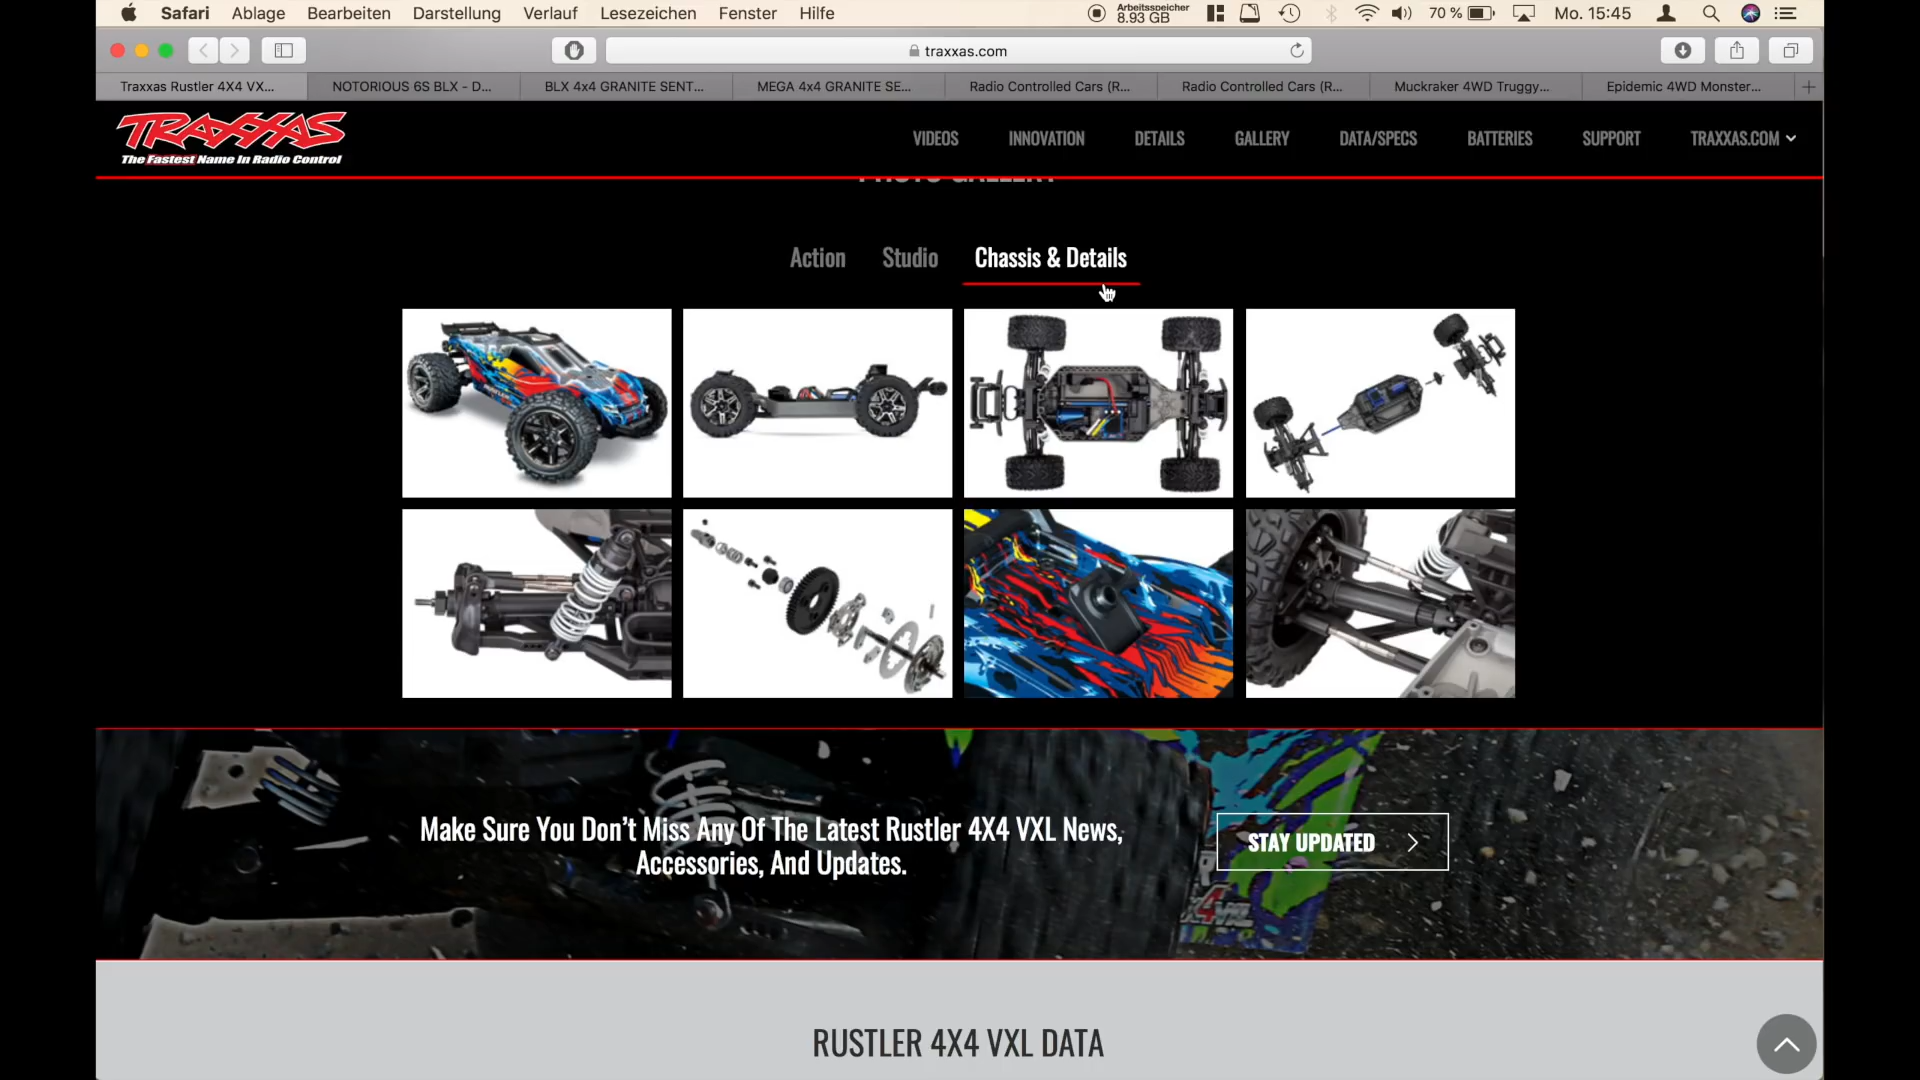 Safari Ablage Bearbeiten Darstellung Verlauf Lesezeichen Fenster Hilfe Arbeitsspeicher 8.93 GB 70 % Mo. 15:45
traxxas.com
Traxxas Rustler 4X4 VX... NOTORIOUS 6S BLX - D... BLX 4x4 GRANITE SENT... MEGA 4x4 GRANITE SE... Radio Controlled Cars (R... Radio Controlled Cars (R... Muckraker 4WD Truggy... Epidemic 4WD Monster...
TRAXXAS
The Fastest Name In Radio Control
VIDEOS INNOVATION DETAILS GALLERY DATA/SPECS BATTERIES SUPPORT TRAXXAS.COM
PHOTO GALLERY
Action Studio Chassis & Details
Make Sure You Don't Miss Any Of The Latest Rustler 4X4 VXL News,
Accessories, And Updates.
STAY UPDATED
RUSTLER 4X4 VXL DATA